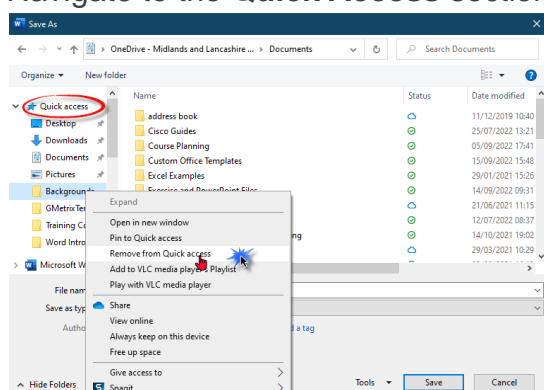 Navigate to the Quick Access section
Save As
OneDrive - Midlands and Lancashire ... > Documents
Search Documents
Organize New folder
Name Status Date modified
Quick access
address book 11/12/2019 10:40
Desktop
Cisco Guides 25/07/2022 13:21
Downloads
Course Planning 05/09/2022 17:41
Documents
Custom Office Templates 15/09/2022 15:48
Pictures
Excel Examples 29/01/2021 15:26
Backgrounds
Exercise and PowerPoint Files 14/09/2022 09:31
GMetrix Te
Expand
21/06/2021 11:15
Training Co
Open in new window
12/07/2022 08:37
Word Intro
Pin to Quick access
ng 14/10/2021 19:02
Remove from Quick access
29/03/2021 10:29
Microsoft W
Add to VLC media player's Playlist
Play with VLC media player
File nam
Share
Save as typ
View online
Autho
d a tag
Always keep on this device
Free up space
Give access to
Hide Folders
Snagit
Tools Save Cancel